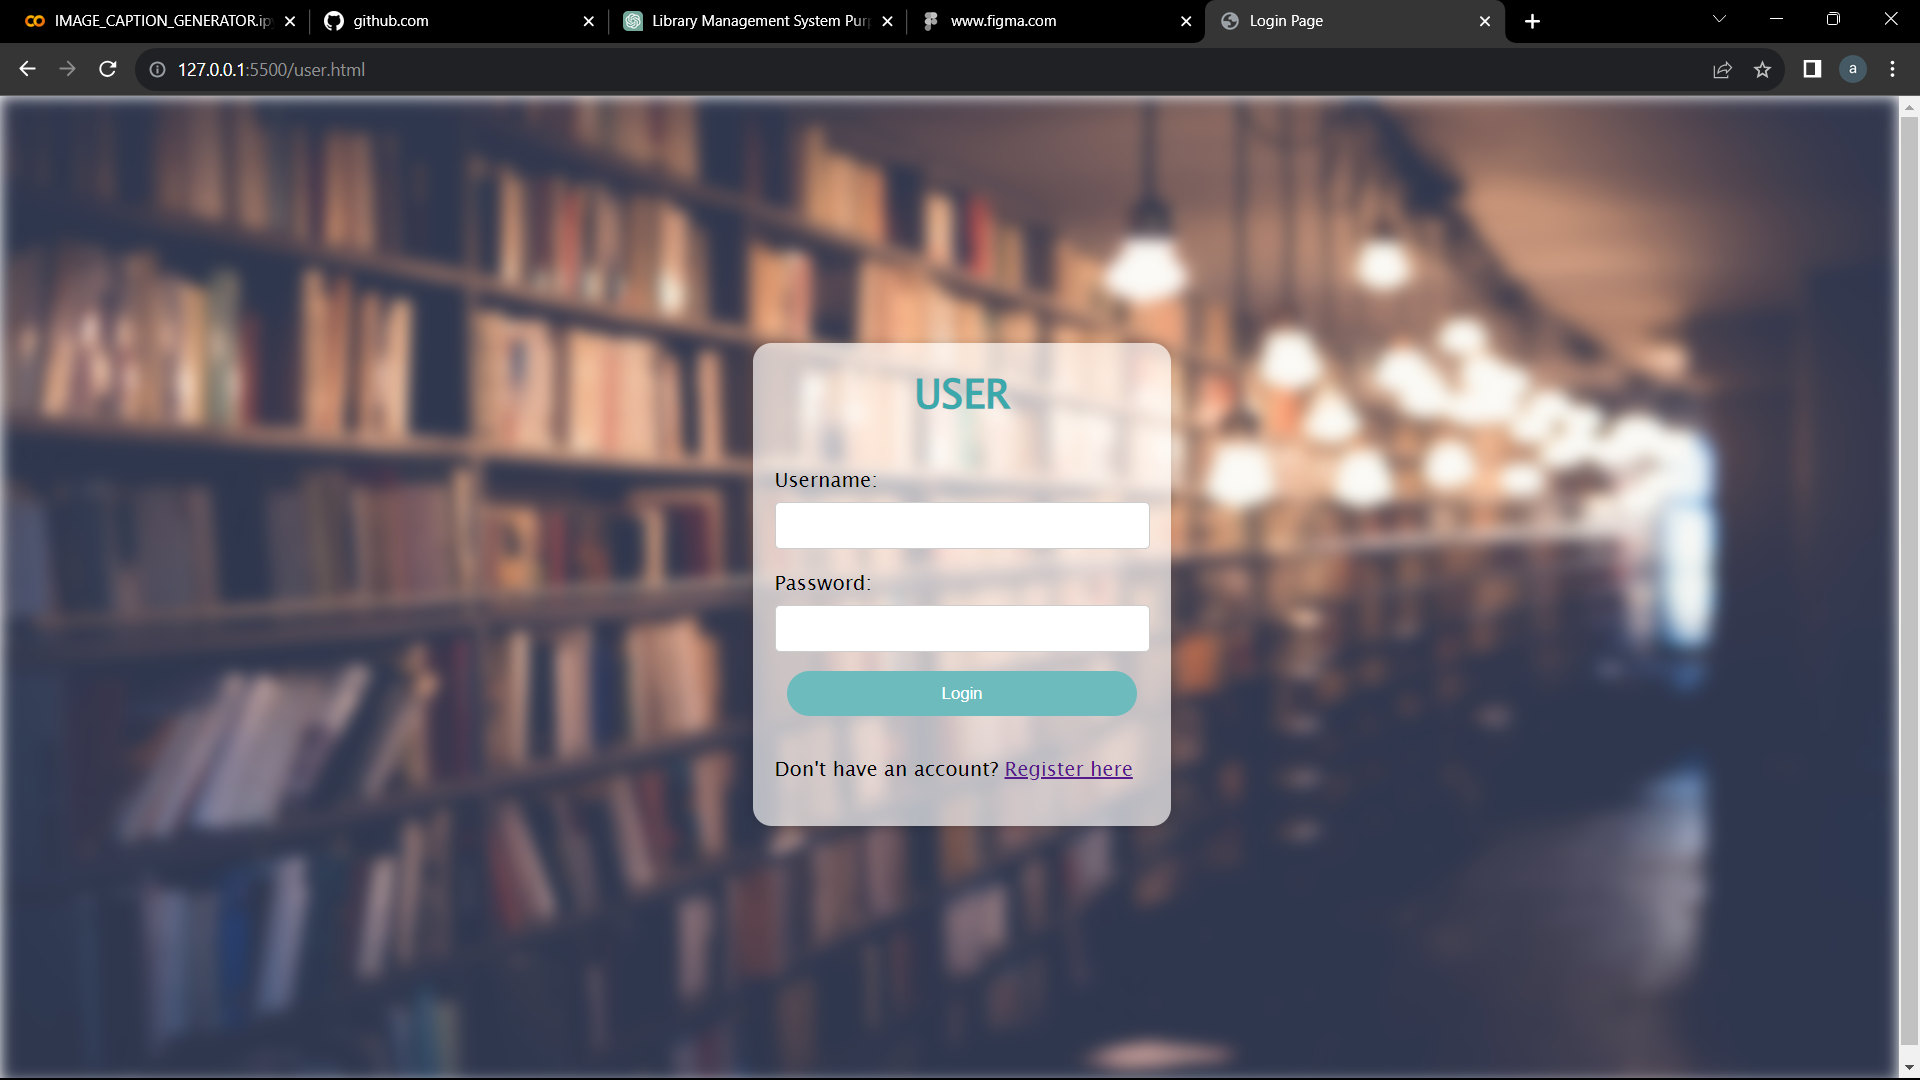 IMAGE_CAPTION_GENERATOR.ip
github.com
Library Management System Pur
www.figma.com
Login Page
127.0.0.1:5500/user.html
a
USER
Username:
Password:
Login
Don't have an account? Register here